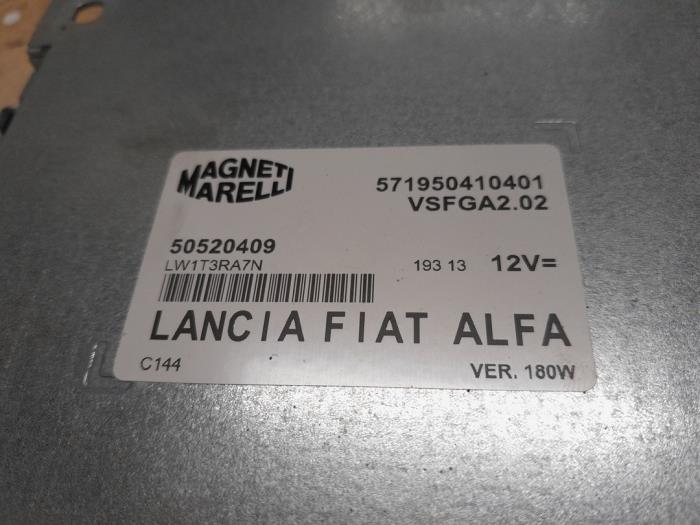 MAGNETI
MARELLI
571950410401
VSFGA2.02
50520409
LW1T3RA7N
193 13 12V=
LANCIA FIAT ALFA
C144
VER. 180W